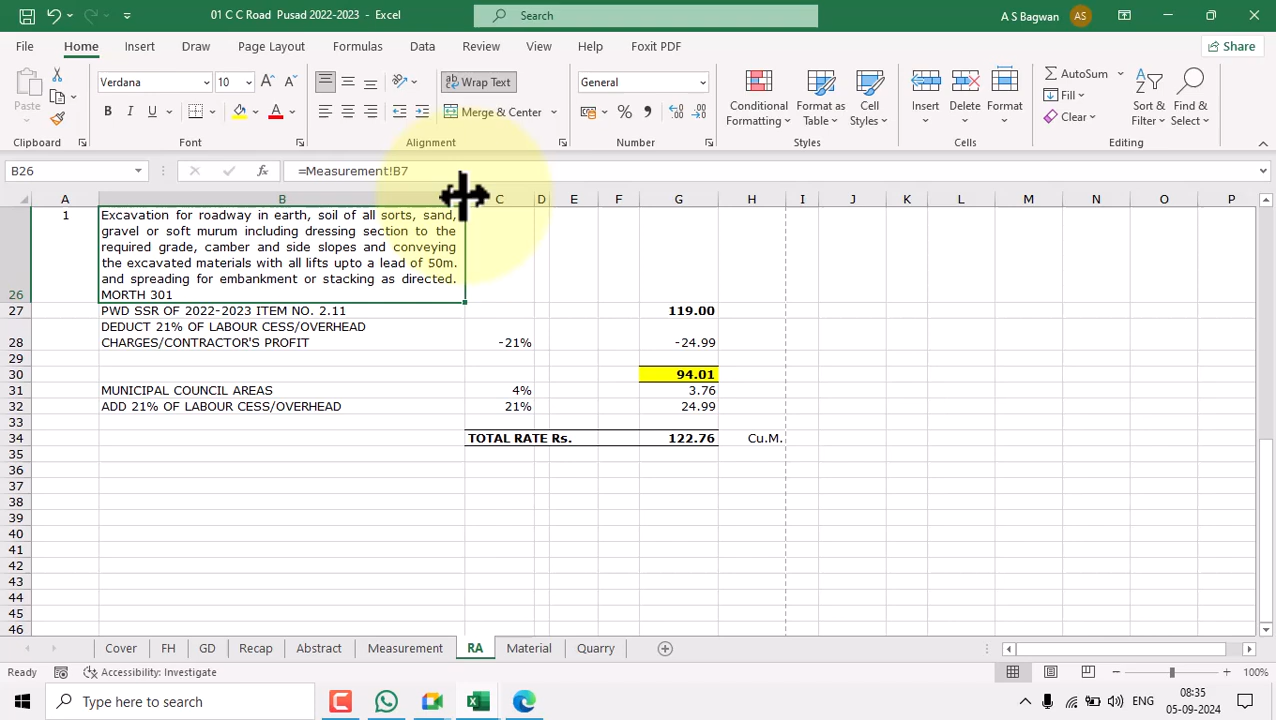 01 C C Road Pusad 2022-2023 - Excel
Search
A S Bagwan
AS
File
Home
Insert
Draw
Page Layout
Formulas
Data
Review
View
Help
Foxit PDF
Share
Paste
Clipboard
Verdana
10
B I U
Font
Wrap Text
Merge & Center
Alignment
General
Number
Conditional Formatting
Format as Table
Cell Styles
Styles
Insert
Delete
Format
Cells
AutoSum
Fill
Clear
Sort & Filter
Find & Select
Editing
B26
fx
=Measurement!B7
A B C D E F G H I J K L M N O P
1
Excavation for roadway in earth, soil of all sorts, sand,
gravel or soft murum including dressing section to the
required grade, camber and side slopes and conveying
the excavated materials with all lifts upto a lead of 50m.
and spreading for embankment or stacking as directed.
26 MORTH 301
27 PWD SSR OF 2022-2023 ITEM NO. 2.11 119.00
DEDUCT 21% OF LABOUR CESS/OVERHEAD
28 CHARGES/CONTRACTOR'S PROFIT -21% -24.99
29
30 94.01
31 MUNICIPAL COUNCIL AREAS 4% 3.76
32 ADD 21% OF LABOUR CESS/OVERHEAD 21% 24.99
33
34 TOTAL RATE Rs. 122.76 Cu.M.
35
36
37
38
39
40
41
42
43
44
45
46
Cover
FH
GD
Recap
Abstract
Measurement
RA
Material
Quarry
Ready
Accessibility: Investigate
100%
Type here to search
ENG
08:35
05-09-2024